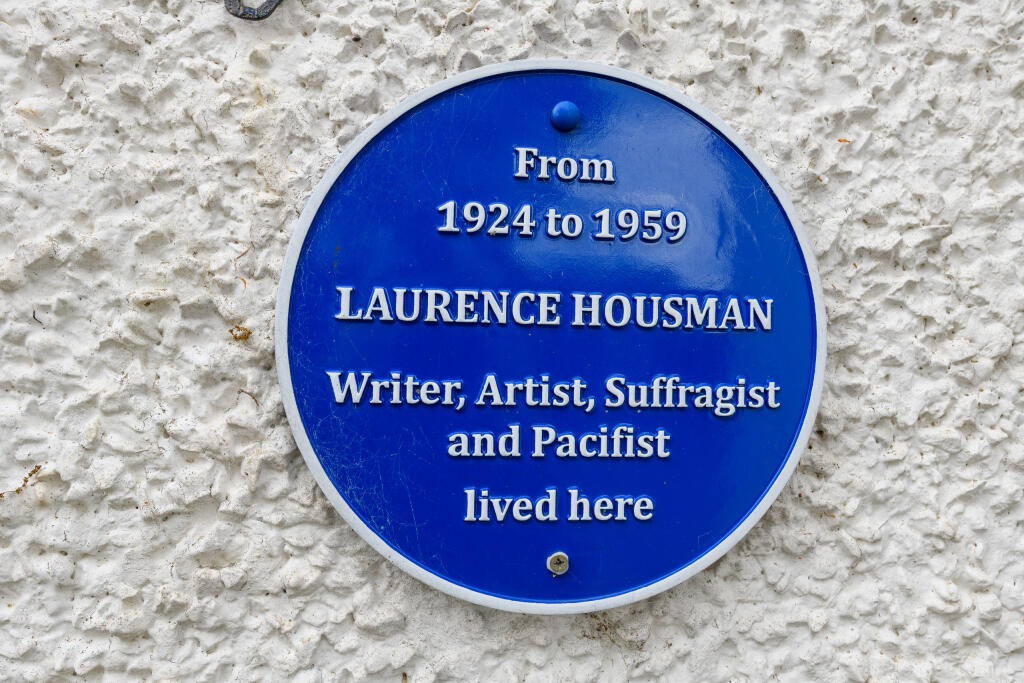 From
1924 to 1959
LAURENCE HOUSMAN
Writer, Artist, Suffragist
and Pacifist
lived here